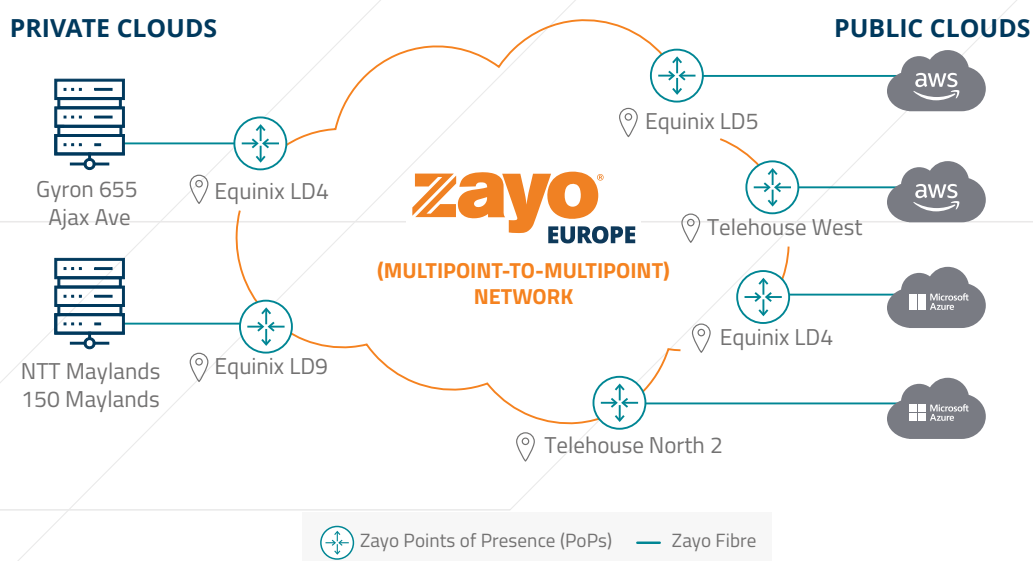 PRIVATE CLOUDS
PUBLIC CLOUDS
aws
Equinix LD5
Gyron 655
Ajax Ave
Equinix LD4
zayo®
EUROPE
(MULTIPOINT-TO-MULTIPOINT)
NETWORK
aws
Telehouse West
Microsoft
Azure
Equinix LD4
NTT Maylands
150 Maylands
Equinix LD9
Microsoft
Azure
Telehouse North 2
Zayo Points of Presence (PoPs)
Zayo Fibre